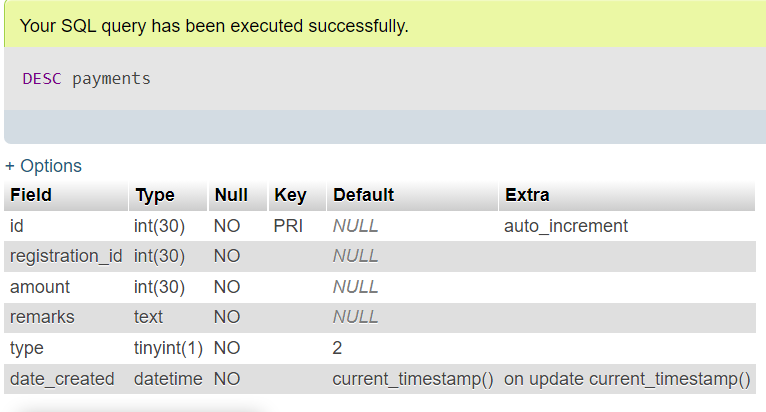 Your SQL query has been executed successfully.
DESC payments
+ Options
Field Type Null Key Default Extra
id int(30) NO PRI NULL auto_increment
registration_id int(30) NO NULL
amount int(30) NO NULL
remarks text NO NULL
type tinyint(1) NO 2
date_created datetime NO current_timestamp() on update current_timestamp()